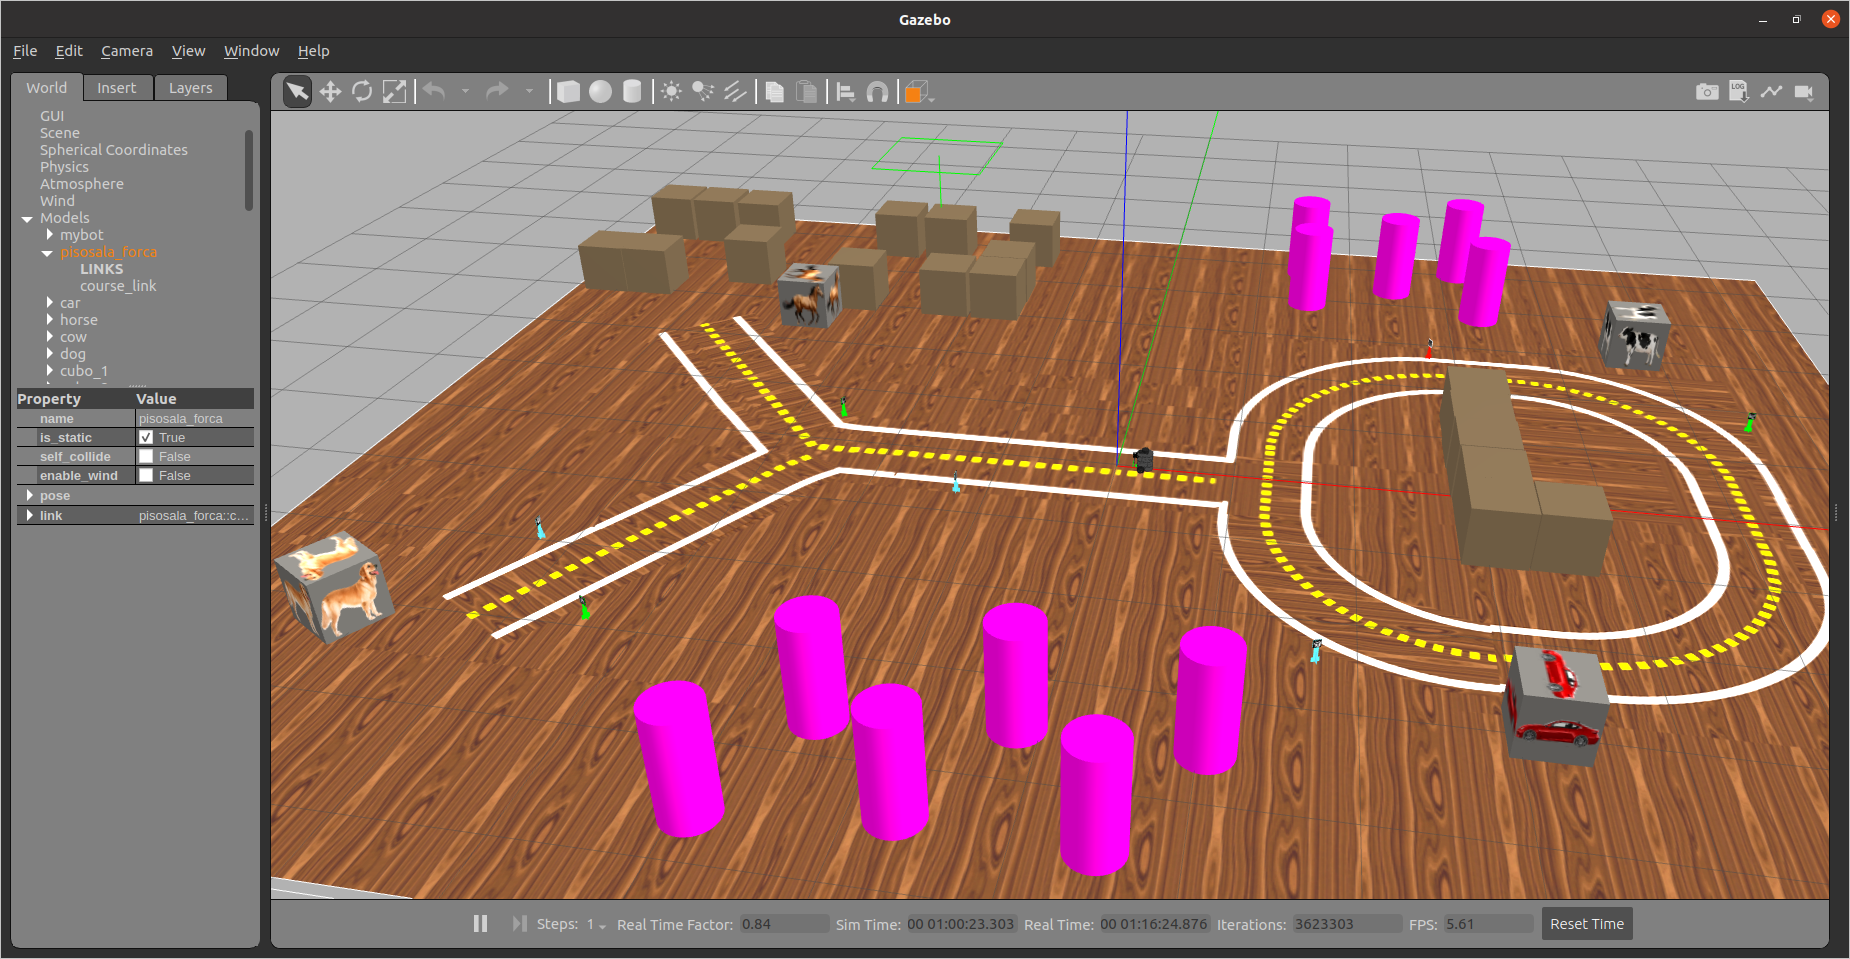 Gazebo
File Edit Camera View Window Help
World Insert Layers
GUI
Scene
Spherical Coordinates
Physics
Atmosphere
Wind
Models
mybot
pisosala_forca
LINKS
course_link
car
horse
cow
dog
cubo_1
Property Value
name pisosala_forca
is_static True
self_collide False
enable_wind False
pose
link pisosala_forca::c...
LOG
Steps: 1 Real Time Factor: 0.84 Sim Time: 00 01:00:23.303 Real Time: 00 01:16:24.876 Iterations: 3623303 FPS: 5.61 Reset Time